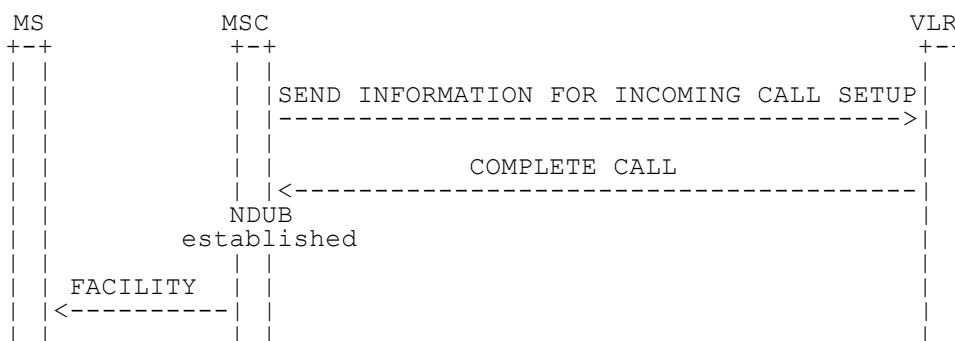 MS MSC VLR
SEND INFORMATION FOR INCOMING CALL SETUP
COMPLETE CALL
NDUB
established
FACILITY